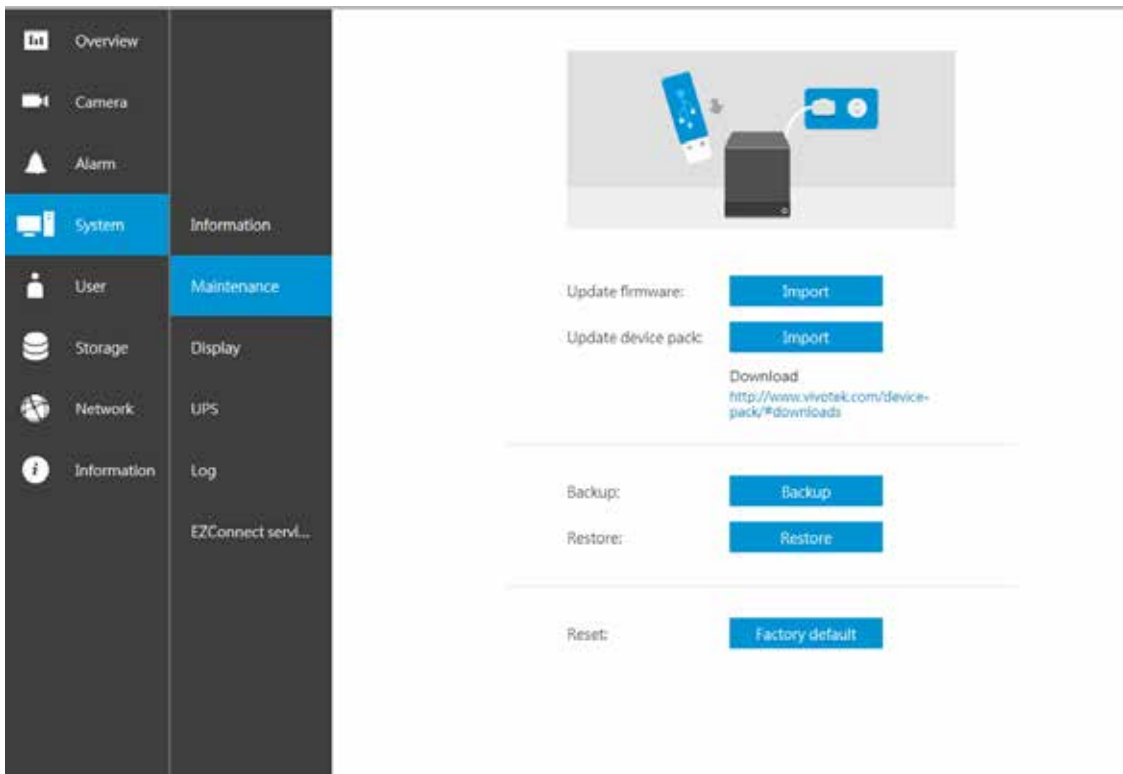 Overview
Camera
Alarm
System
User
Storage
Network
Information
Information
Maintenance
Display
UPS
Log
EZConnect servi...
Update firmware: Import
Update device pack: Import
Download
http://www.vivotek.com/device-
pack/#downloads
Backup: Backup
Restore: Restore
Reset: Factory default